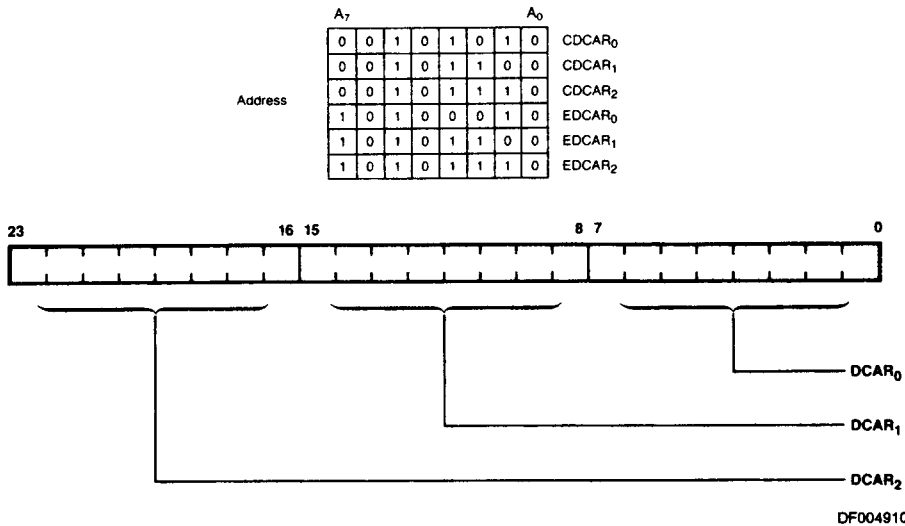 A7 A0
0 0 1 0 1 0 1 0 CDCAR0
0 0 1 0 1 1 0 0 CDCAR1
0 0 1 0 1 1 1 0 CDCAR2
Address
1 0 1 0 0 0 1 0 EDCAR0
1 0 1 0 1 1 0 0 EDCAR1
1 0 1 0 1 1 1 0 EDCAR2
23 16 15 8 7 0
DCAR0
DCAR1
DCAR2
DF004910